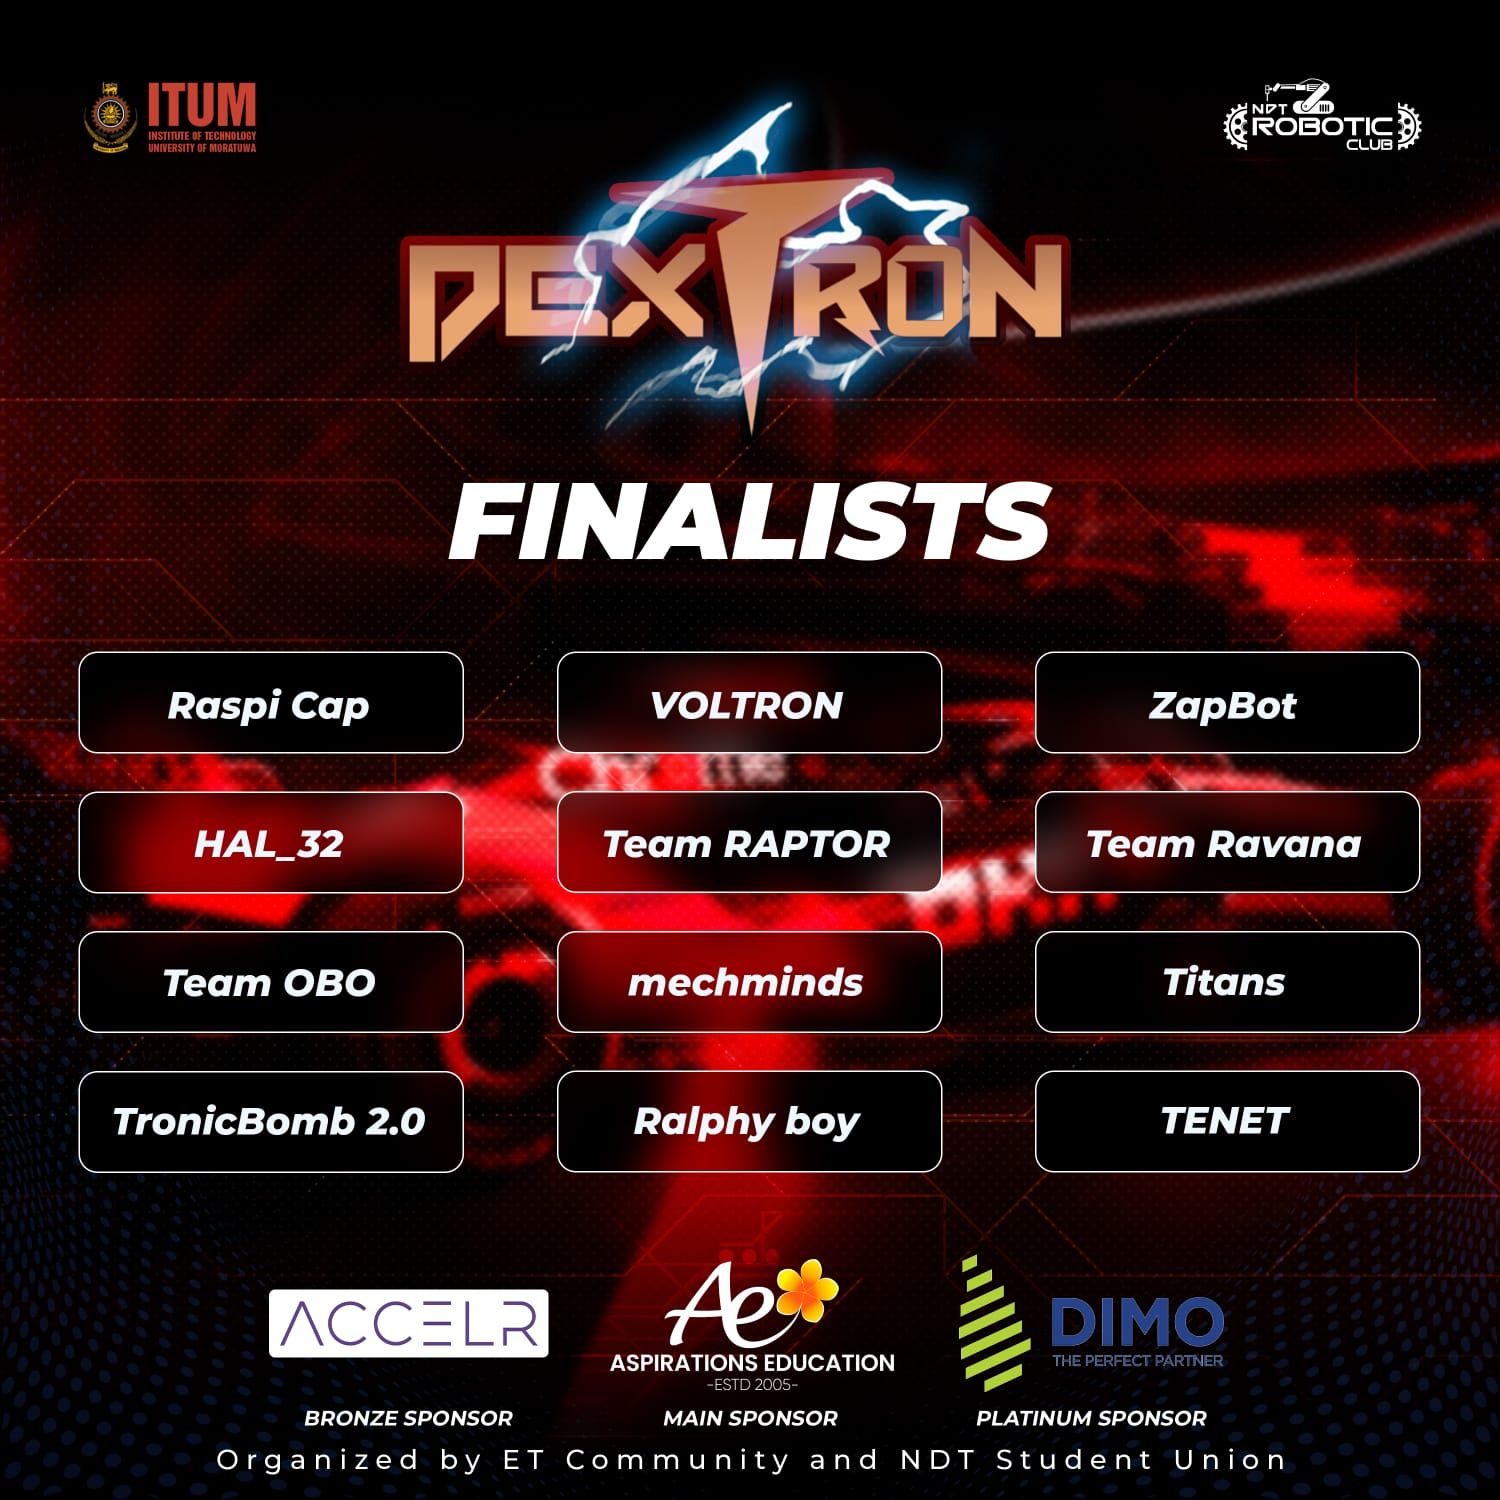 ITUM
INSTITUTE OF TECHNOLOGY
UNIVERSITY OF MORATUWA
NDT
ROBOTIC
CLUB
DEXTRON
FINALISTS
Raspi Cap
VOLTRON
ZapBot
HAL_32
Team RAPTOR
Team Ravana
Team OBO
mechminds
Titans
TronicBomb 2.0
Ralphy boy
TENET
ACCELR
BRONZE SPONSOR
Ae
ASPIRATIONS EDUCATION
-ESTD 2005-
MAIN SPONSOR
DIMO
THE PERFECT PARTNER
PLATINUM SPONSOR
Organized by ET Community and NDT Student Union